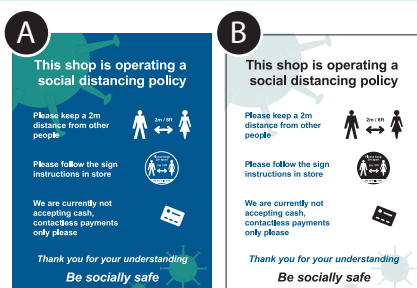 A
This shop is operating a
social distancing policy
Please keep a 2m
distance from other
people
2m / 6ft
Please follow the sign
instructions in store
We are currently not
accepting cash,
contactless payments
only please
Thank you for your understanding
Be socially safe
B
This shop is operating a
social distancing policy
Please keep a 2m
distance from other
people
2m / 6ft
Please follow the sign
instructions in store
We are currently not
accepting cash,
contactless payments
only please
Thank you for your understanding
Be socially safe